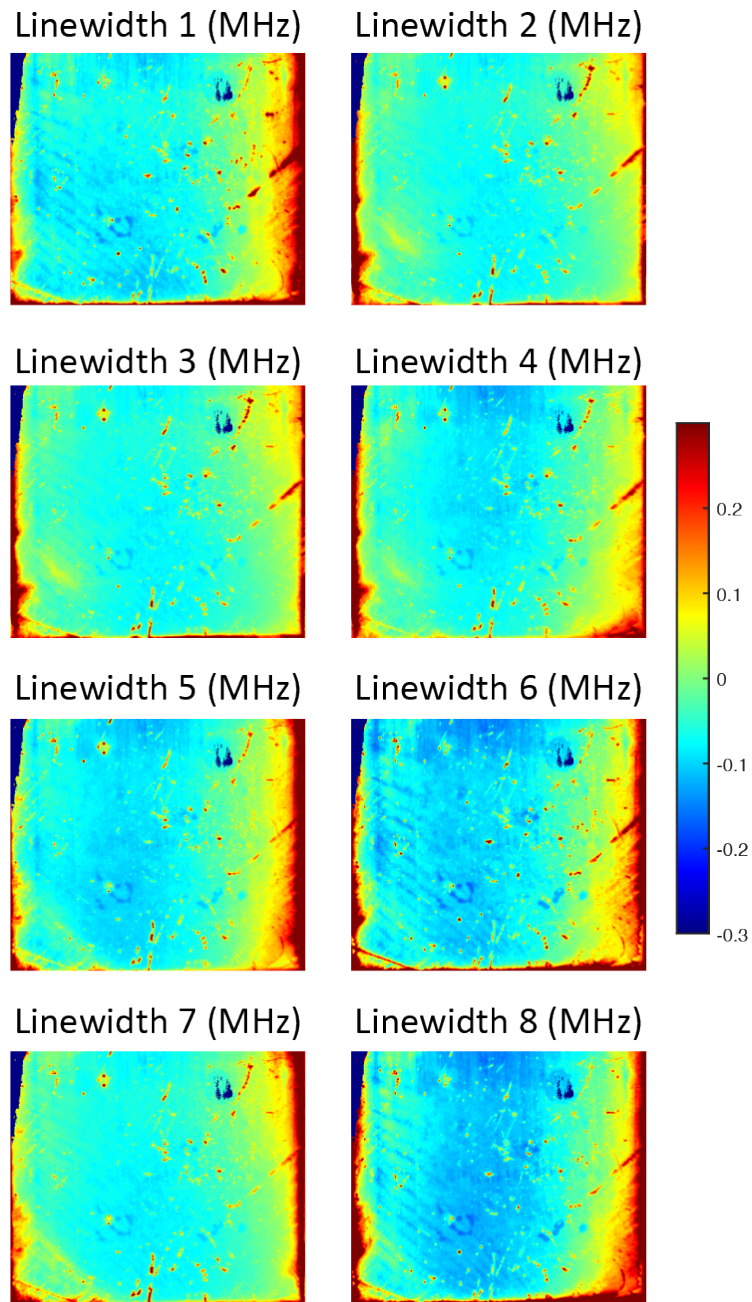 Linewidth 1 (MHz)
Linewidth 2 (MHz)
Linewidth 3 (MHz)
Linewidth 4 (MHz)
Linewidth 5 (MHz)
Linewidth 6 (MHz)
Linewidth 7 (MHz)
Linewidth 8 (MHz)
0.2
0.1
0
-0.1
-0.2
-0.3